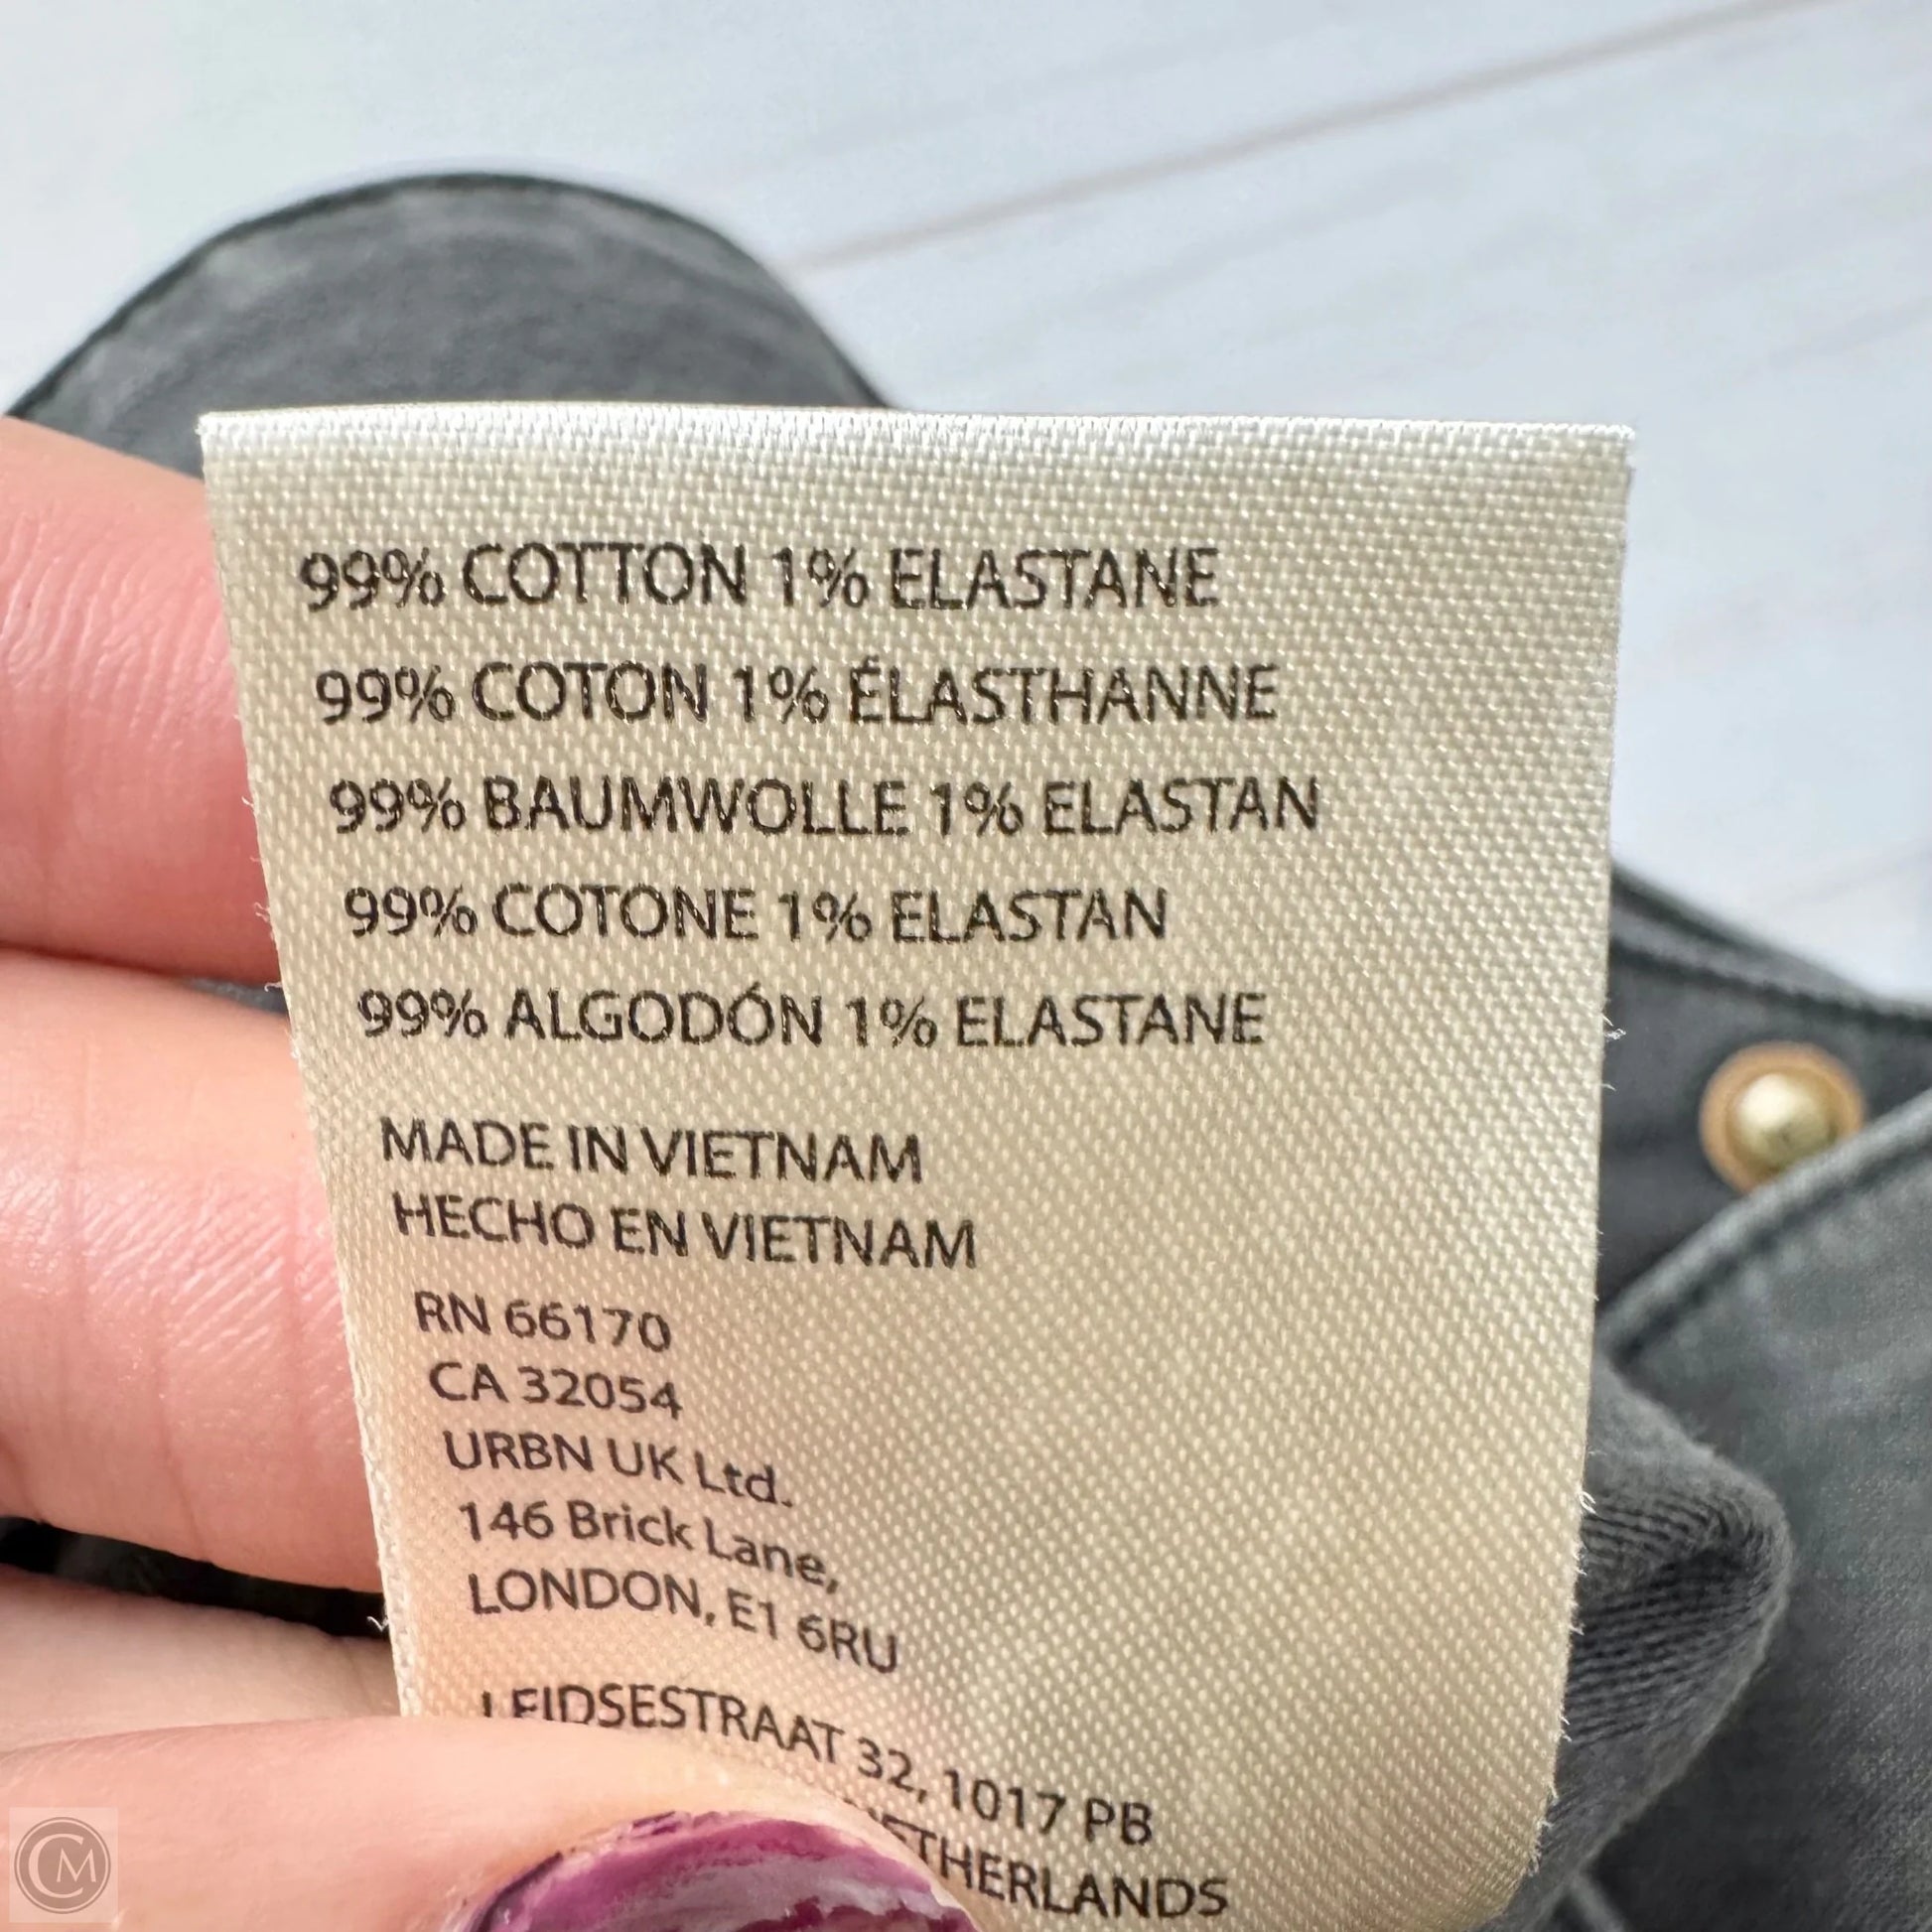 99% COTTON 1% ELASTANE
99% COTON 1% ÉLASTHANNE
99% BAUMWOLLE 1% ELASTAN
99% COTONE 1% ELASTAN
99% ALGODÓN 1% ELASTANE
MADE IN VIETNAM
HECHO EN VIETNAM
RN 66170
CA 32054
URBN UK Ltd.
146 Brick Lane,
LONDON, E1 6RU
LEIDSESTRAAT 32, 1017 PB
NETHERLANDS
CM